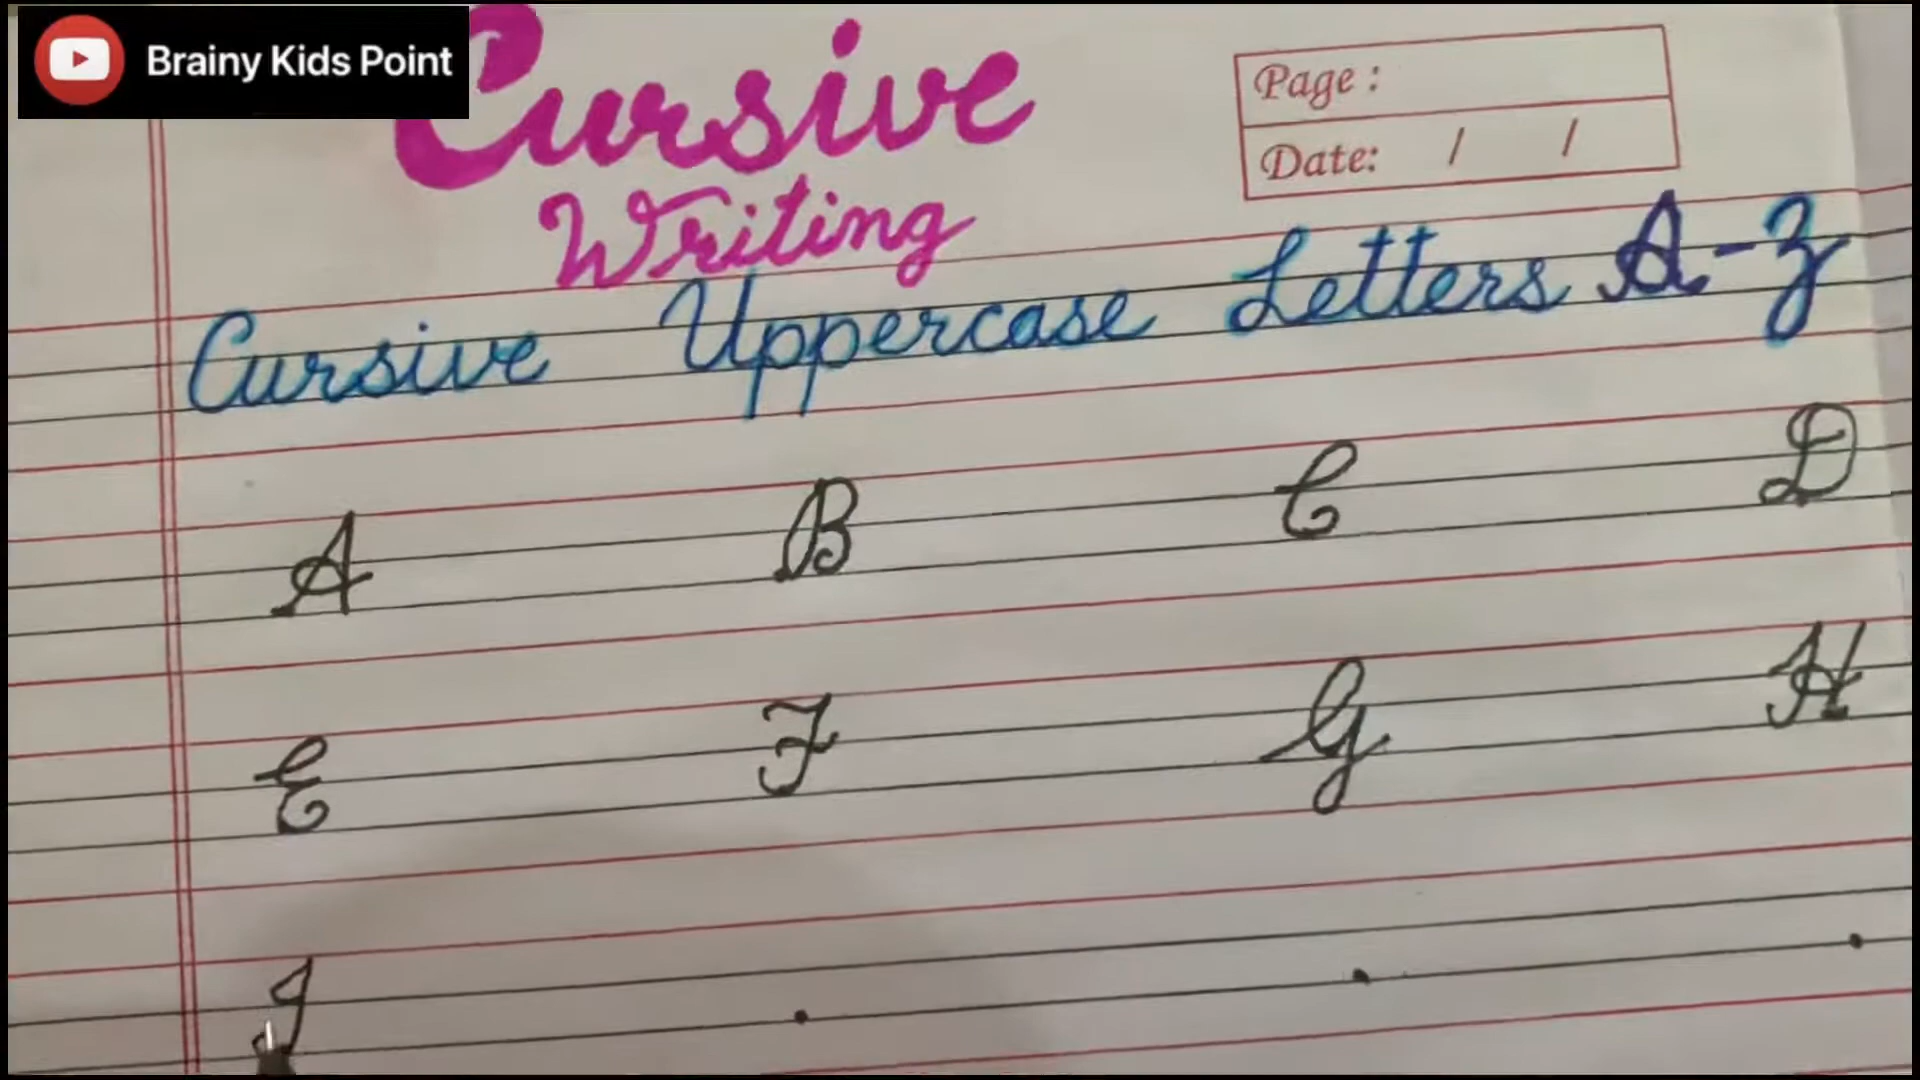 Brainy Kids Point
Cursive
Writing
Page :
Date: / /
Cursive Uppercase Letters A-Z
A B C D
E F G H
I